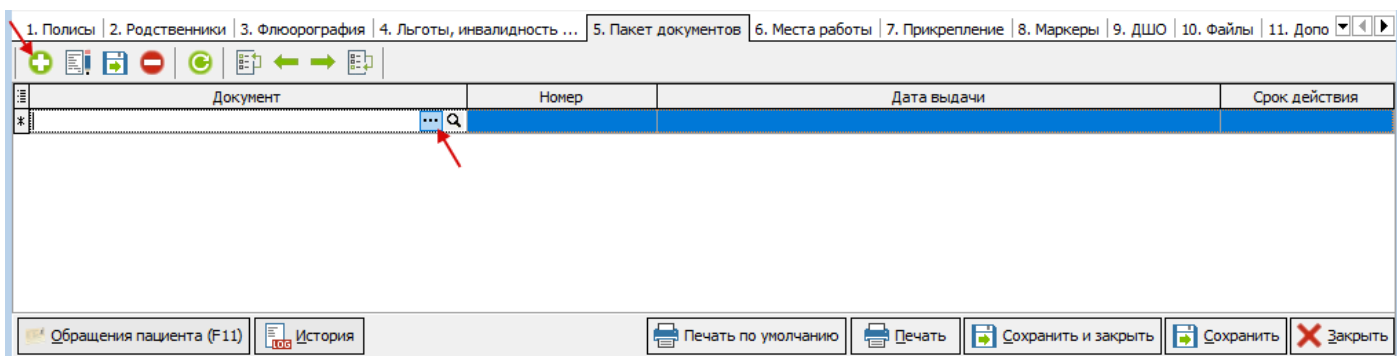 1. Полисы 2. Родственники 3. Флюорография 4. Льготы, инвалидность ... 5. Пакет документов 6. Места работы 7. Прикрепление 8. Маркеры 9. ДШО 10. Файлы 11. Допо
Документ Номер Дата выдачи Срок действия
*
Обращения пациента (F11) LOG История Печать по умолчанию Печать Сохранить и закрыть Сохранить Закрыть